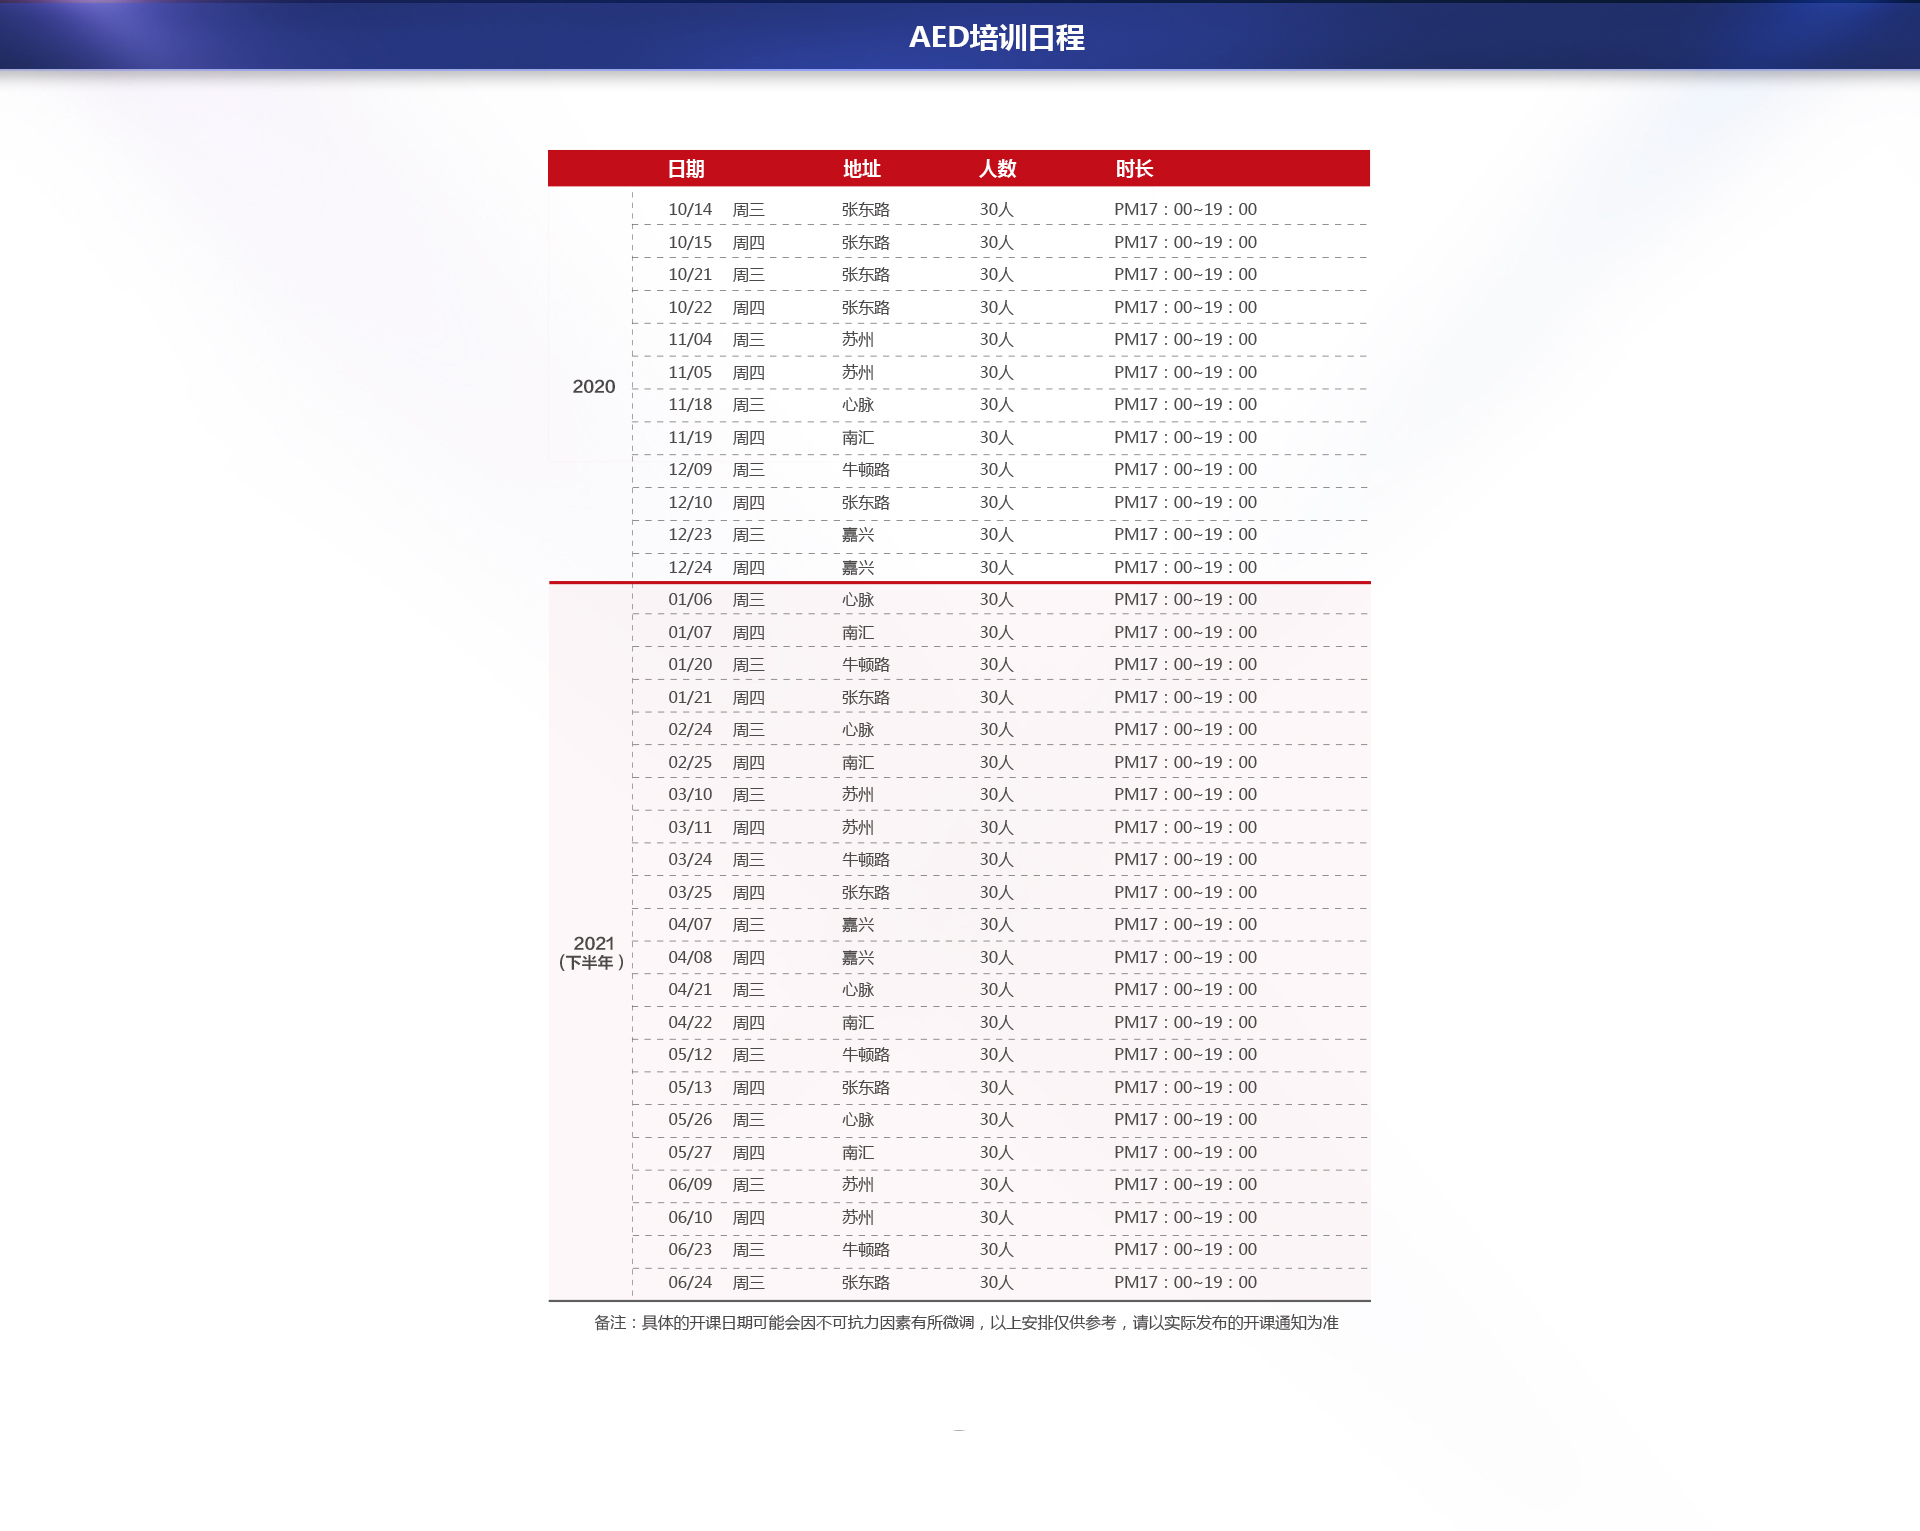 AED培训日程
日期 地址 人数 时长
2020
10/14 周三 张东路 30人 PM17：00~19：00
10/15 周四 张东路 30人 PM17：00~19：00
10/21 周三 张东路 30人 PM17：00~19：00
10/22 周四 张东路 30人 PM17：00~19：00
11/04 周三 苏州 30人 PM17：00~19：00
11/05 周四 苏州 30人 PM17：00~19：00
11/18 周三 心脉 30人 PM17：00~19：00
11/19 周四 南汇 30人 PM17：00~19：00
12/09 周三 牛顿路 30人 PM17：00~19：00
12/10 周四 张东路 30人 PM17：00~19：00
12/23 周三 嘉兴 30人 PM17：00~19：00
12/24 周四 嘉兴 30人 PM17：00~19：00
2021
(下半年）
01/06 周三 心脉 30人 PM17：00~19：00
01/07 周四 南汇 30人 PM17：00~19：00
01/20 周三 牛顿路 30人 PM17：00~19：00
01/21 周四 张东路 30人 PM17：00~19：00
02/24 周三 心脉 30人 PM17：00~19：00
02/25 周四 南汇 30人 PM17：00~19：00
03/10 周三 苏州 30人 PM17：00~19：00
03/11 周四 苏州 30人 PM17：00~19：00
03/24 周三 牛顿路 30人 PM17：00~19：00
03/25 周四 张东路 30人 PM17：00~19：00
04/07 周三 嘉兴 30人 PM17：00~19：00
04/08 周四 嘉兴 30人 PM17：00~19：00
04/21 周三 心脉 30人 PM17：00~19：00
04/22 周四 南汇 30人 PM17：00~19：00
05/12 周三 牛顿路 30人 PM17：00~19：00
05/13 周四 张东路 30人 PM17：00~19：00
05/26 周三 心脉 30人 PM17：00~19：00
05/27 周四 南汇 30人 PM17：00~19：00
06/09 周三 苏州 30人 PM17：00~19：00
06/10 周四 苏州 30人 PM17：00~19：00
06/23 周三 牛顿路 30人 PM17：00~19：00
06/24 周三 张东路 30人 PM17：00~19：00
备注：具体的开课日期可能会因不可抗力因素有所微调，以上安排仅供参考，请以实际发布的开课通知为准